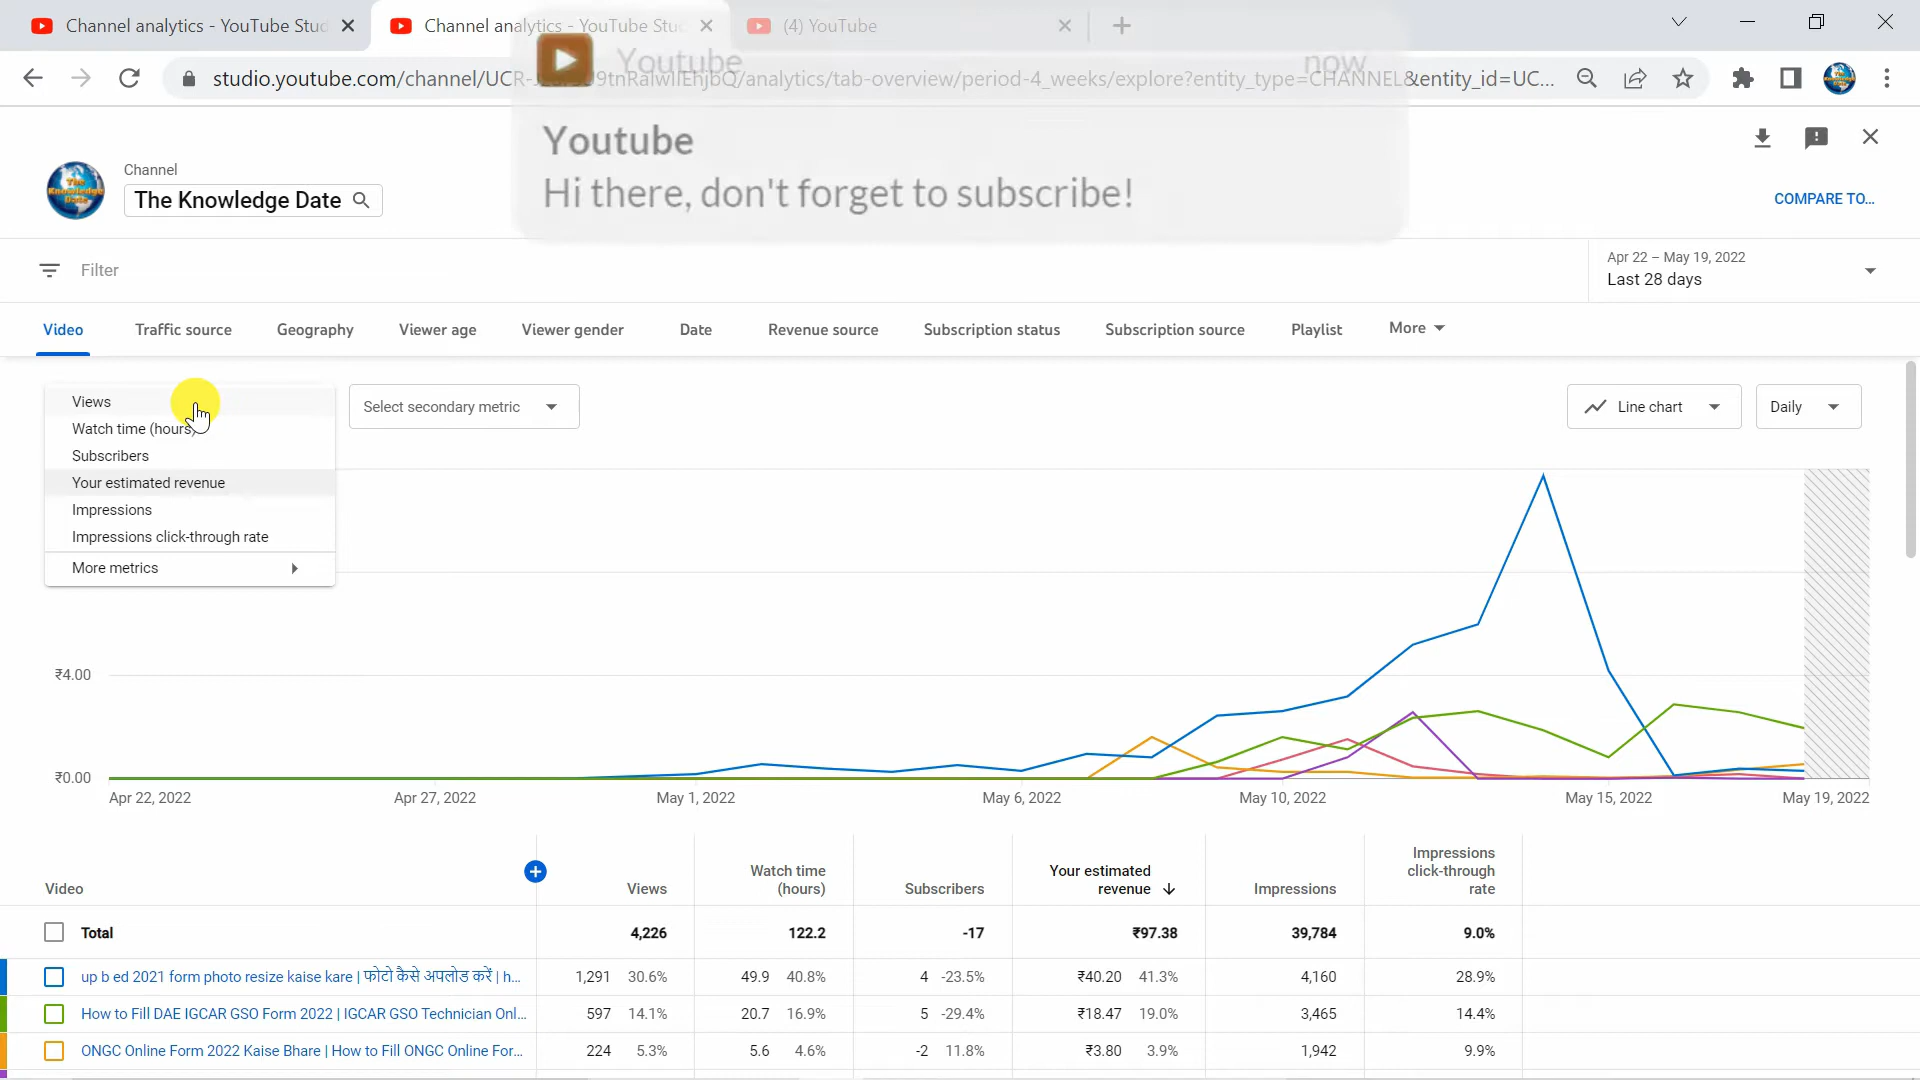 Channel analytics - YouTube Stud
Channel analytics - YouTube Stu
(4) YouTube
studio.youtube.com/channel/UCR-
/analytics/tab-overview/period-4_weeks/explore?entity_type=CHANNEL&entity_id=UC...
Youtube
now
Youtube
Hi there, don't forget to subscribe!
Channel
The Knowledge Date
COMPARE TO...
Filter
Apr 22 – May 19, 2022
Last 28 days
Video
Traffic source
Geography
Viewer age
Viewer gender
Date
Revenue source
Subscription status
Subscription source
Playlist
More
Views
Watch time (hours)
Subscribers
Your estimated revenue
Impressions
Impressions click-through rate
More metrics
Select secondary metric
Line chart
Daily
₹4.00
₹0.00
Apr 22, 2022
Apr 27, 2022
May 1, 2022
May 6, 2022
May 10, 2022
May 15, 2022
May 19, 2022
Video
Views
Watch time
(hours)
Subscribers
Your estimated
revenue
Impressions
Impressions
click-through
rate
Total 4,226 122.2 -17 ₹97.38 39,784 9.0%
up b ed 2021 form photo resize kaise kare | फोटो कैसे अपलोड करें | h... 1,291 30.6% 49.9 40.8% 4 -23.5% ₹40.20 41.3% 4,160 28.9%
How to Fill DAE IGCAR GSO Form 2022 | IGCAR GSO Technician Onl... 597 14.1% 20.7 16.9% 5 -29.4% ₹18.47 19.0% 3,465 14.4%
ONGC Online Form 2022 Kaise Bhare | How to Fill ONGC Online For... 224 5.3% 5.6 4.6% -2 11.8% ₹3.80 3.9% 1,942 9.9%